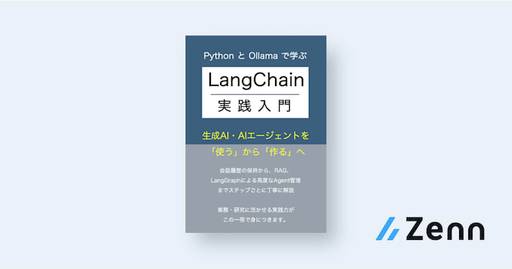 Python と Ollama で学ぶ
LangChain
実践入門
生成AI・AIエージェントを
「使う」から「作る」へ
会話履歴の保持から、RAG、
LangGraphによる高度なAgent管理
までステップごとに丁寧に解説
業務・研究に活かせる実践力が
この一冊で身につきます。
Zenn